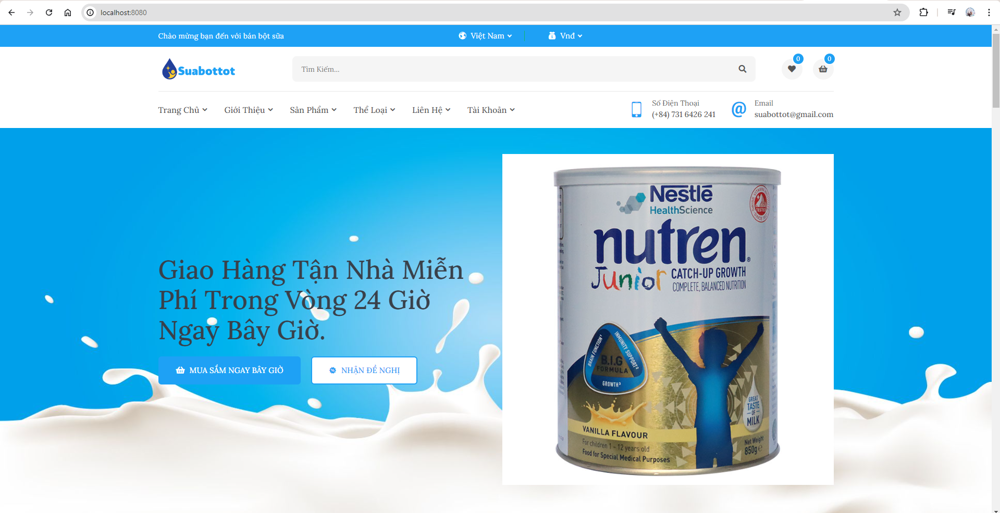 localhost:8080
Chào mừng bạn đến với bán bột sữa
Việt Nam
Vnđ
Suabottot
Tìm Kiếm...
0
0
Trang Chủ
Giới Thiệu
Sản Phẩm
Thể Loại
Liên Hệ
Tài Khoản
Số Điện Thoại
(+84) 731 6426 241
Email
suabottot@gmail.com
Giao Hàng Tận Nhà Miễn
Phí Trong Vòng 24 Giờ
Ngay Bây Giờ.
MUA SẮM NGAY BÂY GIỜ
NHẬN ĐỀ NGHỊ
Nestlé
HealthScience
TESTED
nutren®
Junior
CATCH-UP GROWTH
COMPLETE, BALANCED NUTRITION
BRAIN FUNCTION¹
IMMUNITY SUPPORT²
B.I.G
FORMULA
GROWTH³
GREAT
TASTE
OF
MILK
VANILLA FLAVOUR
For children 1 - 12 years old
Food for Special Medical Purposes
Net Weight
850g e